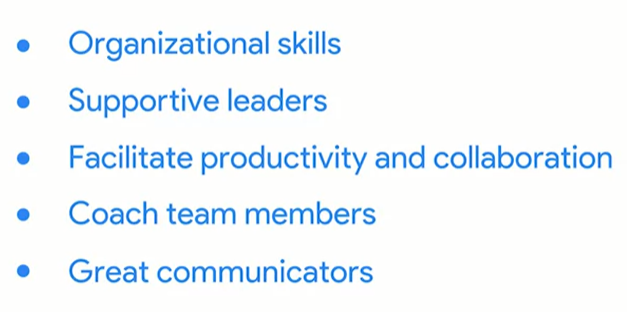 • Organizational skills
• Supportive leaders
• Facilitate productivity and collaboration
• Coach team members
• Great communicators